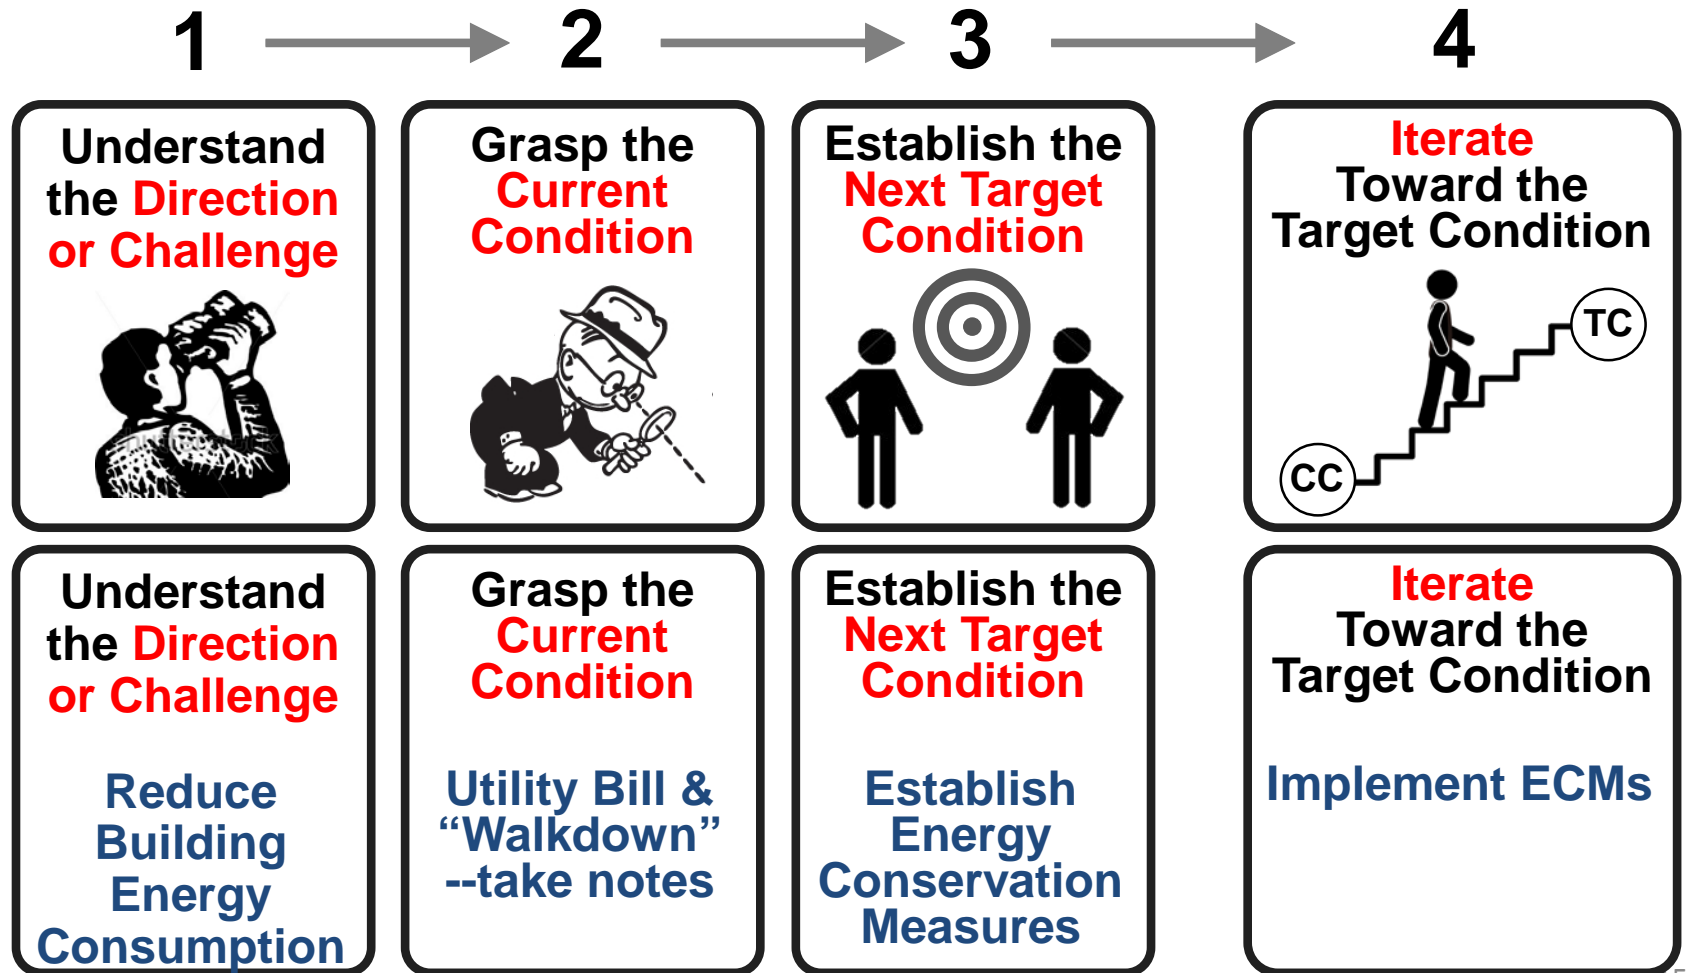 1
2
3
4
Understand
the Direction
or Challenge
Grasp the
Current
Condition
Establish the
Next Target
Condition
Iterate
Toward the
Target Condition
TC
CC
Understand
the Direction
or Challenge
Reduce
Building
Energy
Consumption
Grasp the
Current
Condition
Utility Bill &
“Walkdown”
--take notes
Establish the
Next Target
Condition
Establish
Energy
Conservation
Measures
Iterate
Toward the
Target Condition
Implement ECMs